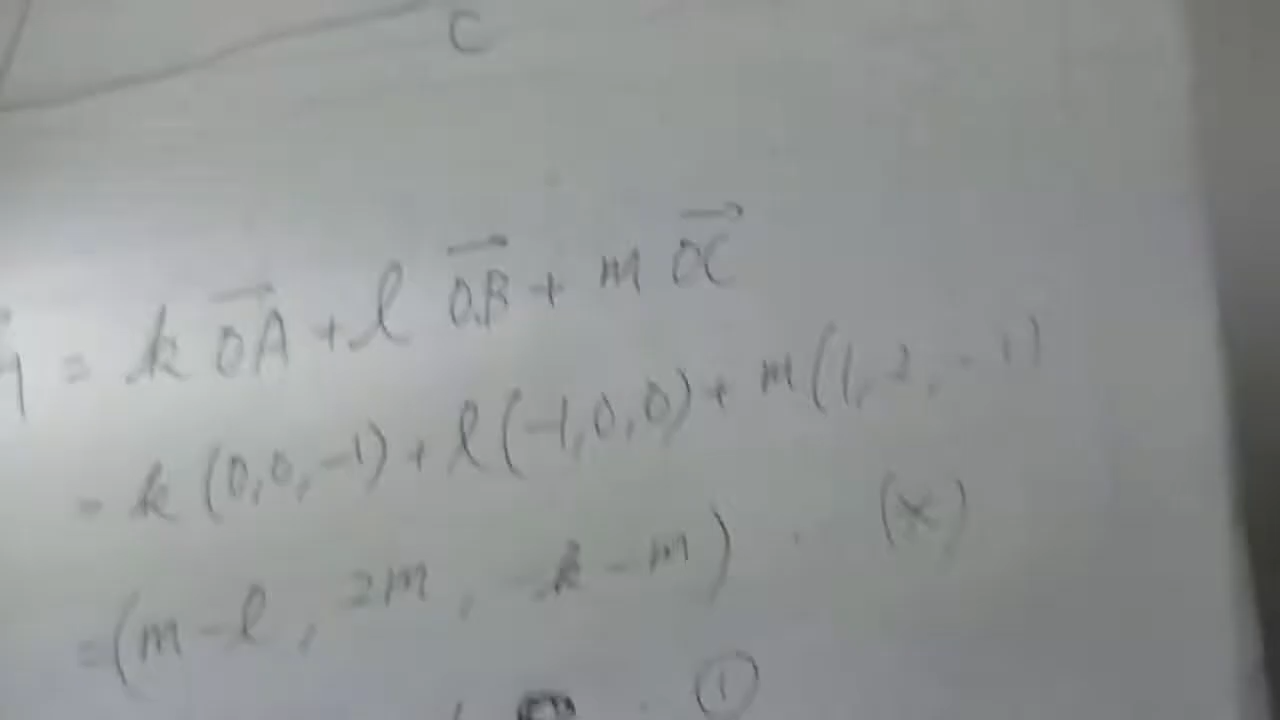 C
= k OA + l OB + m OC
= k (0, 0, -1) + l (-1, 0, 0) + m (1, 2, -1)
= (m - l, 2m, -k - m) . (*)
①